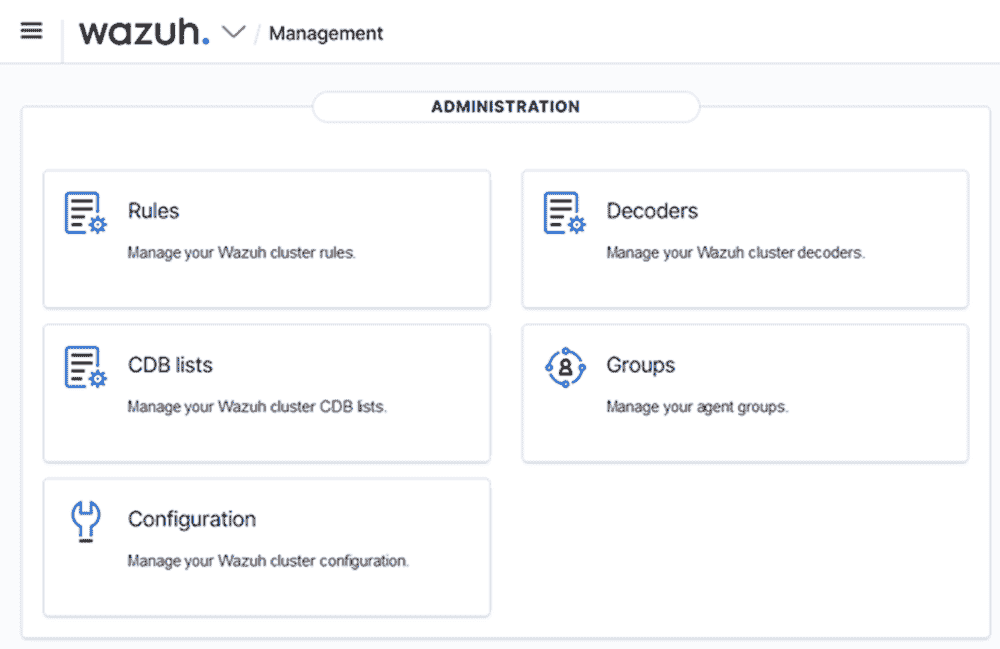 wazuh. / Management
ADMINISTRATION
Rules
Manage your Wazuh cluster rules.
Decoders
Manage your Wazuh cluster decoders.
CDB lists
Manage your Wazuh cluster CDB lists.
Groups
Manage your agent groups.
Configuration
Manage your Wazuh cluster configuration.